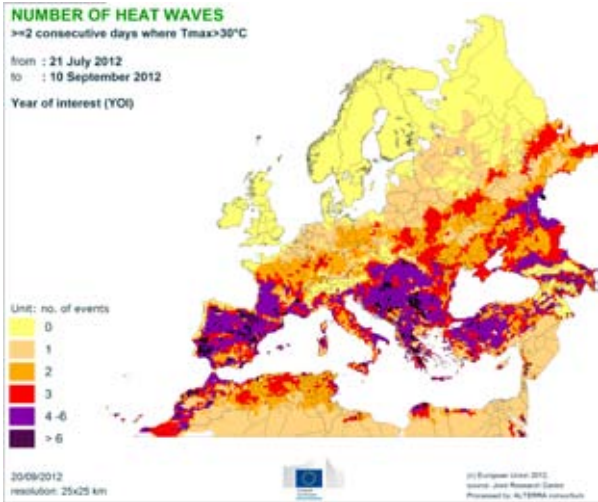 NUMBER OF HEAT WAVES
>=2 consecutive days where Tmax>30°C
from : 21 July 2012
to : 10 September 2012
Year of interest (YOI)
Unit: no. of events
0
1
2
3
4 -6
> 6
20/09/2012
resolution: 25x25 km
(c) European Union 2012
source: Joint Research Centre
Processed by ALTERRA consortium